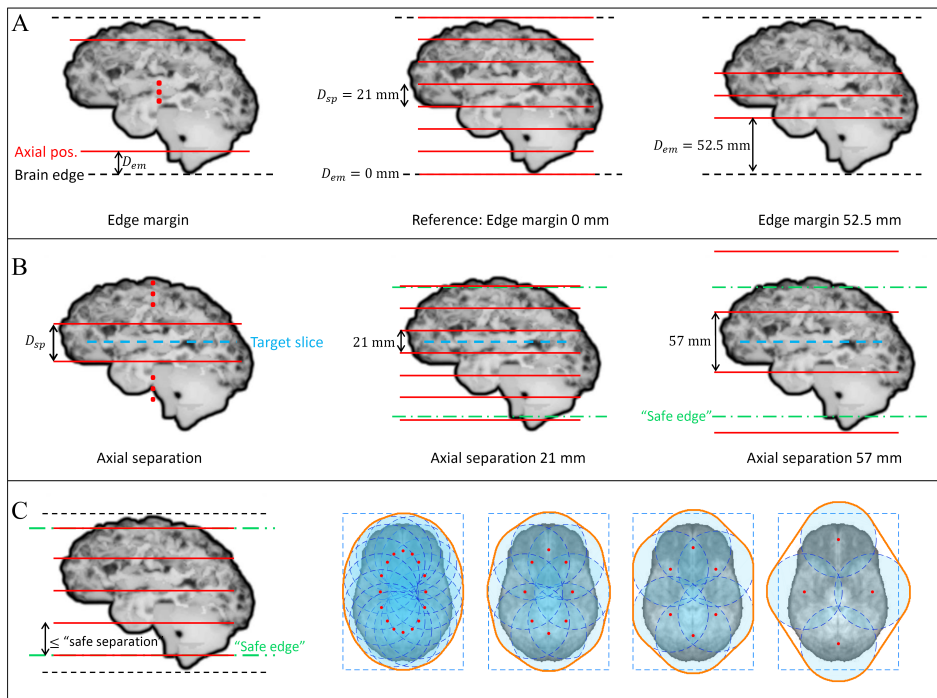 A
D_sp = 21 mm
D_em = 52.5 mm
Axial pos.
D_em
Brain edge
D_em = 0 mm
Edge margin
Reference: Edge margin 0 mm
Edge margin 52.5 mm
B
D_sp
Target slice
21 mm
57 mm
"Safe edge"
Axial separation
Axial separation 21 mm
Axial separation 57 mm
C
≤ "safe separation
"Safe edge"